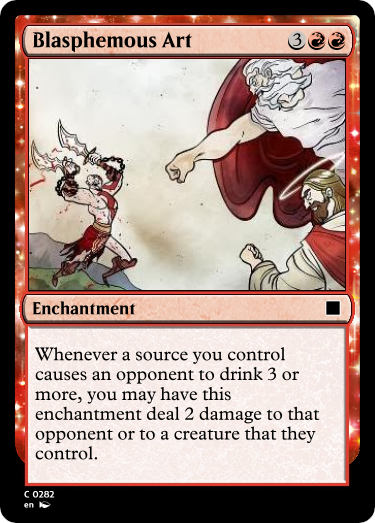 Blasphemous Art 3
Enchantment
Whenever a source you control
causes an opponent to drink 3 or
more, you may have this
enchantment deal 2 damage to that
opponent or to a creature that they
control.
C 0282
en